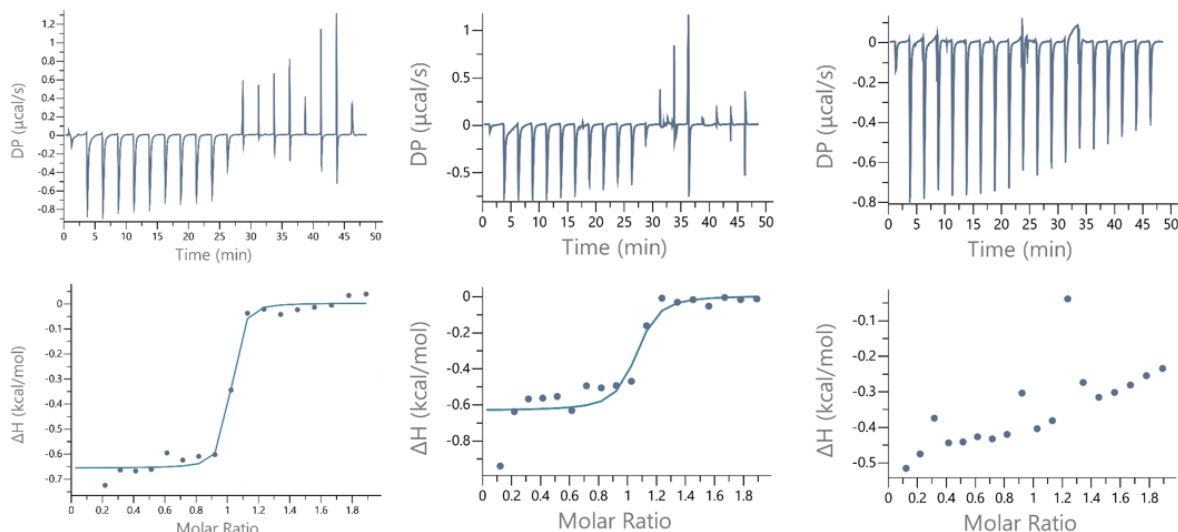 DP (µcal/s)
1.2
1
0.8
0.6
0.4
0.2
0
-0.2
-0.4
-0.6
-0.8
0 5 10 15 20 25 30 35 40 45 50
Time (min)
DP (µcal/s)
1
0.5
0
-0.5
0 5 10 15 20 25 30 35 40 45 50
Time (min)
DP (µcal/s)
0
-0.2
-0.4
-0.6
-0.8
0 5 10 15 20 25 30 35 40 45 50
Time (min)
ΔH (kcal/mol)
0
-0.1
-0.2
-0.3
-0.4
-0.5
-0.6
-0.7
0 0.2 0.4 0.6 0.8 1 1.2 1.4 1.6 1.8
Molar Ratio
ΔH (kcal/mol)
0
-0.2
-0.4
-0.6
-0.8
0 0.2 0.4 0.6 0.8 1 1.2 1.4 1.6 1.8
Molar Ratio
ΔH (kcal/mol)
-0.1
-0.2
-0.3
-0.4
-0.5
0 0.2 0.4 0.6 0.8 1 1.2 1.4 1.6 1.8
Molar Ratio